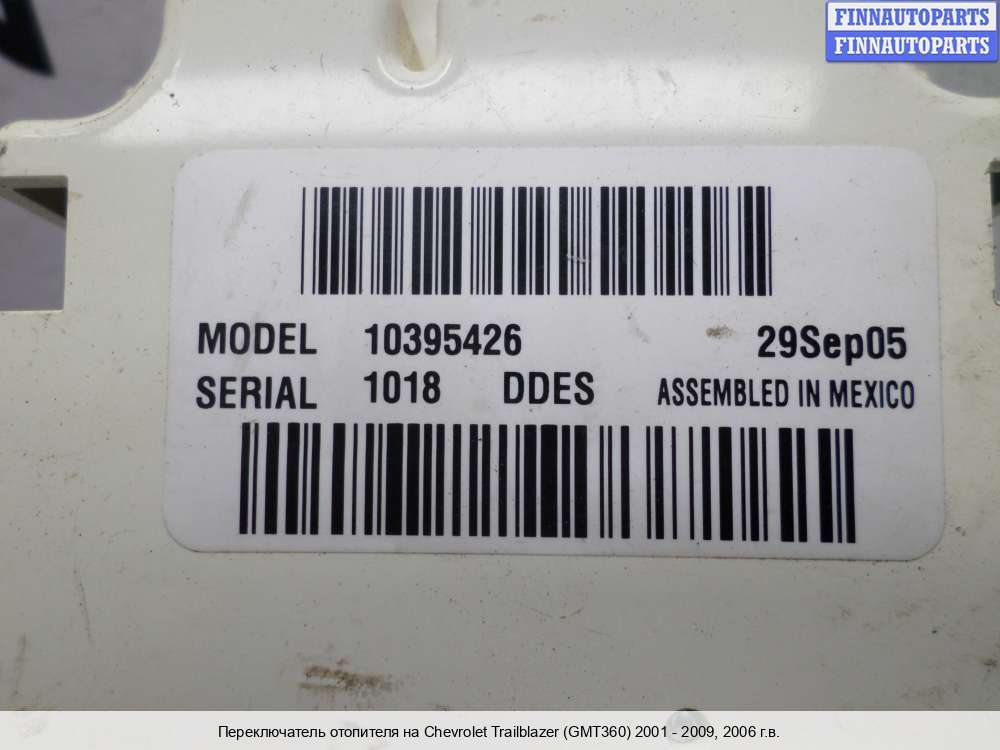 FINNAUTOPARTS
FINNAUTOPARTS
MODEL 10395426 29Sep05
SERIAL 1018 DDES ASSEMBLED IN MEXICO
Переключатель отопителя на Chevrolet Trailblazer (GMT360) 2001 - 2009, 2006 г.в.